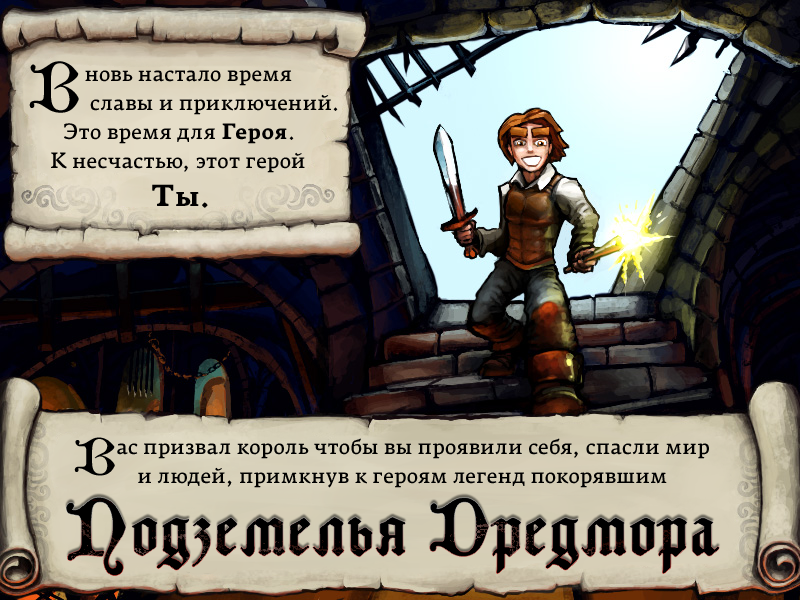 Вновь настало время
славы и приключений.
Это время для Героя.
К несчастью, этот герой
Ты.
Вас призвал король чтобы вы проявили себя, спасли мир
и людей, примкнув к героям легенд покорявшим
Подземелья Дредмора